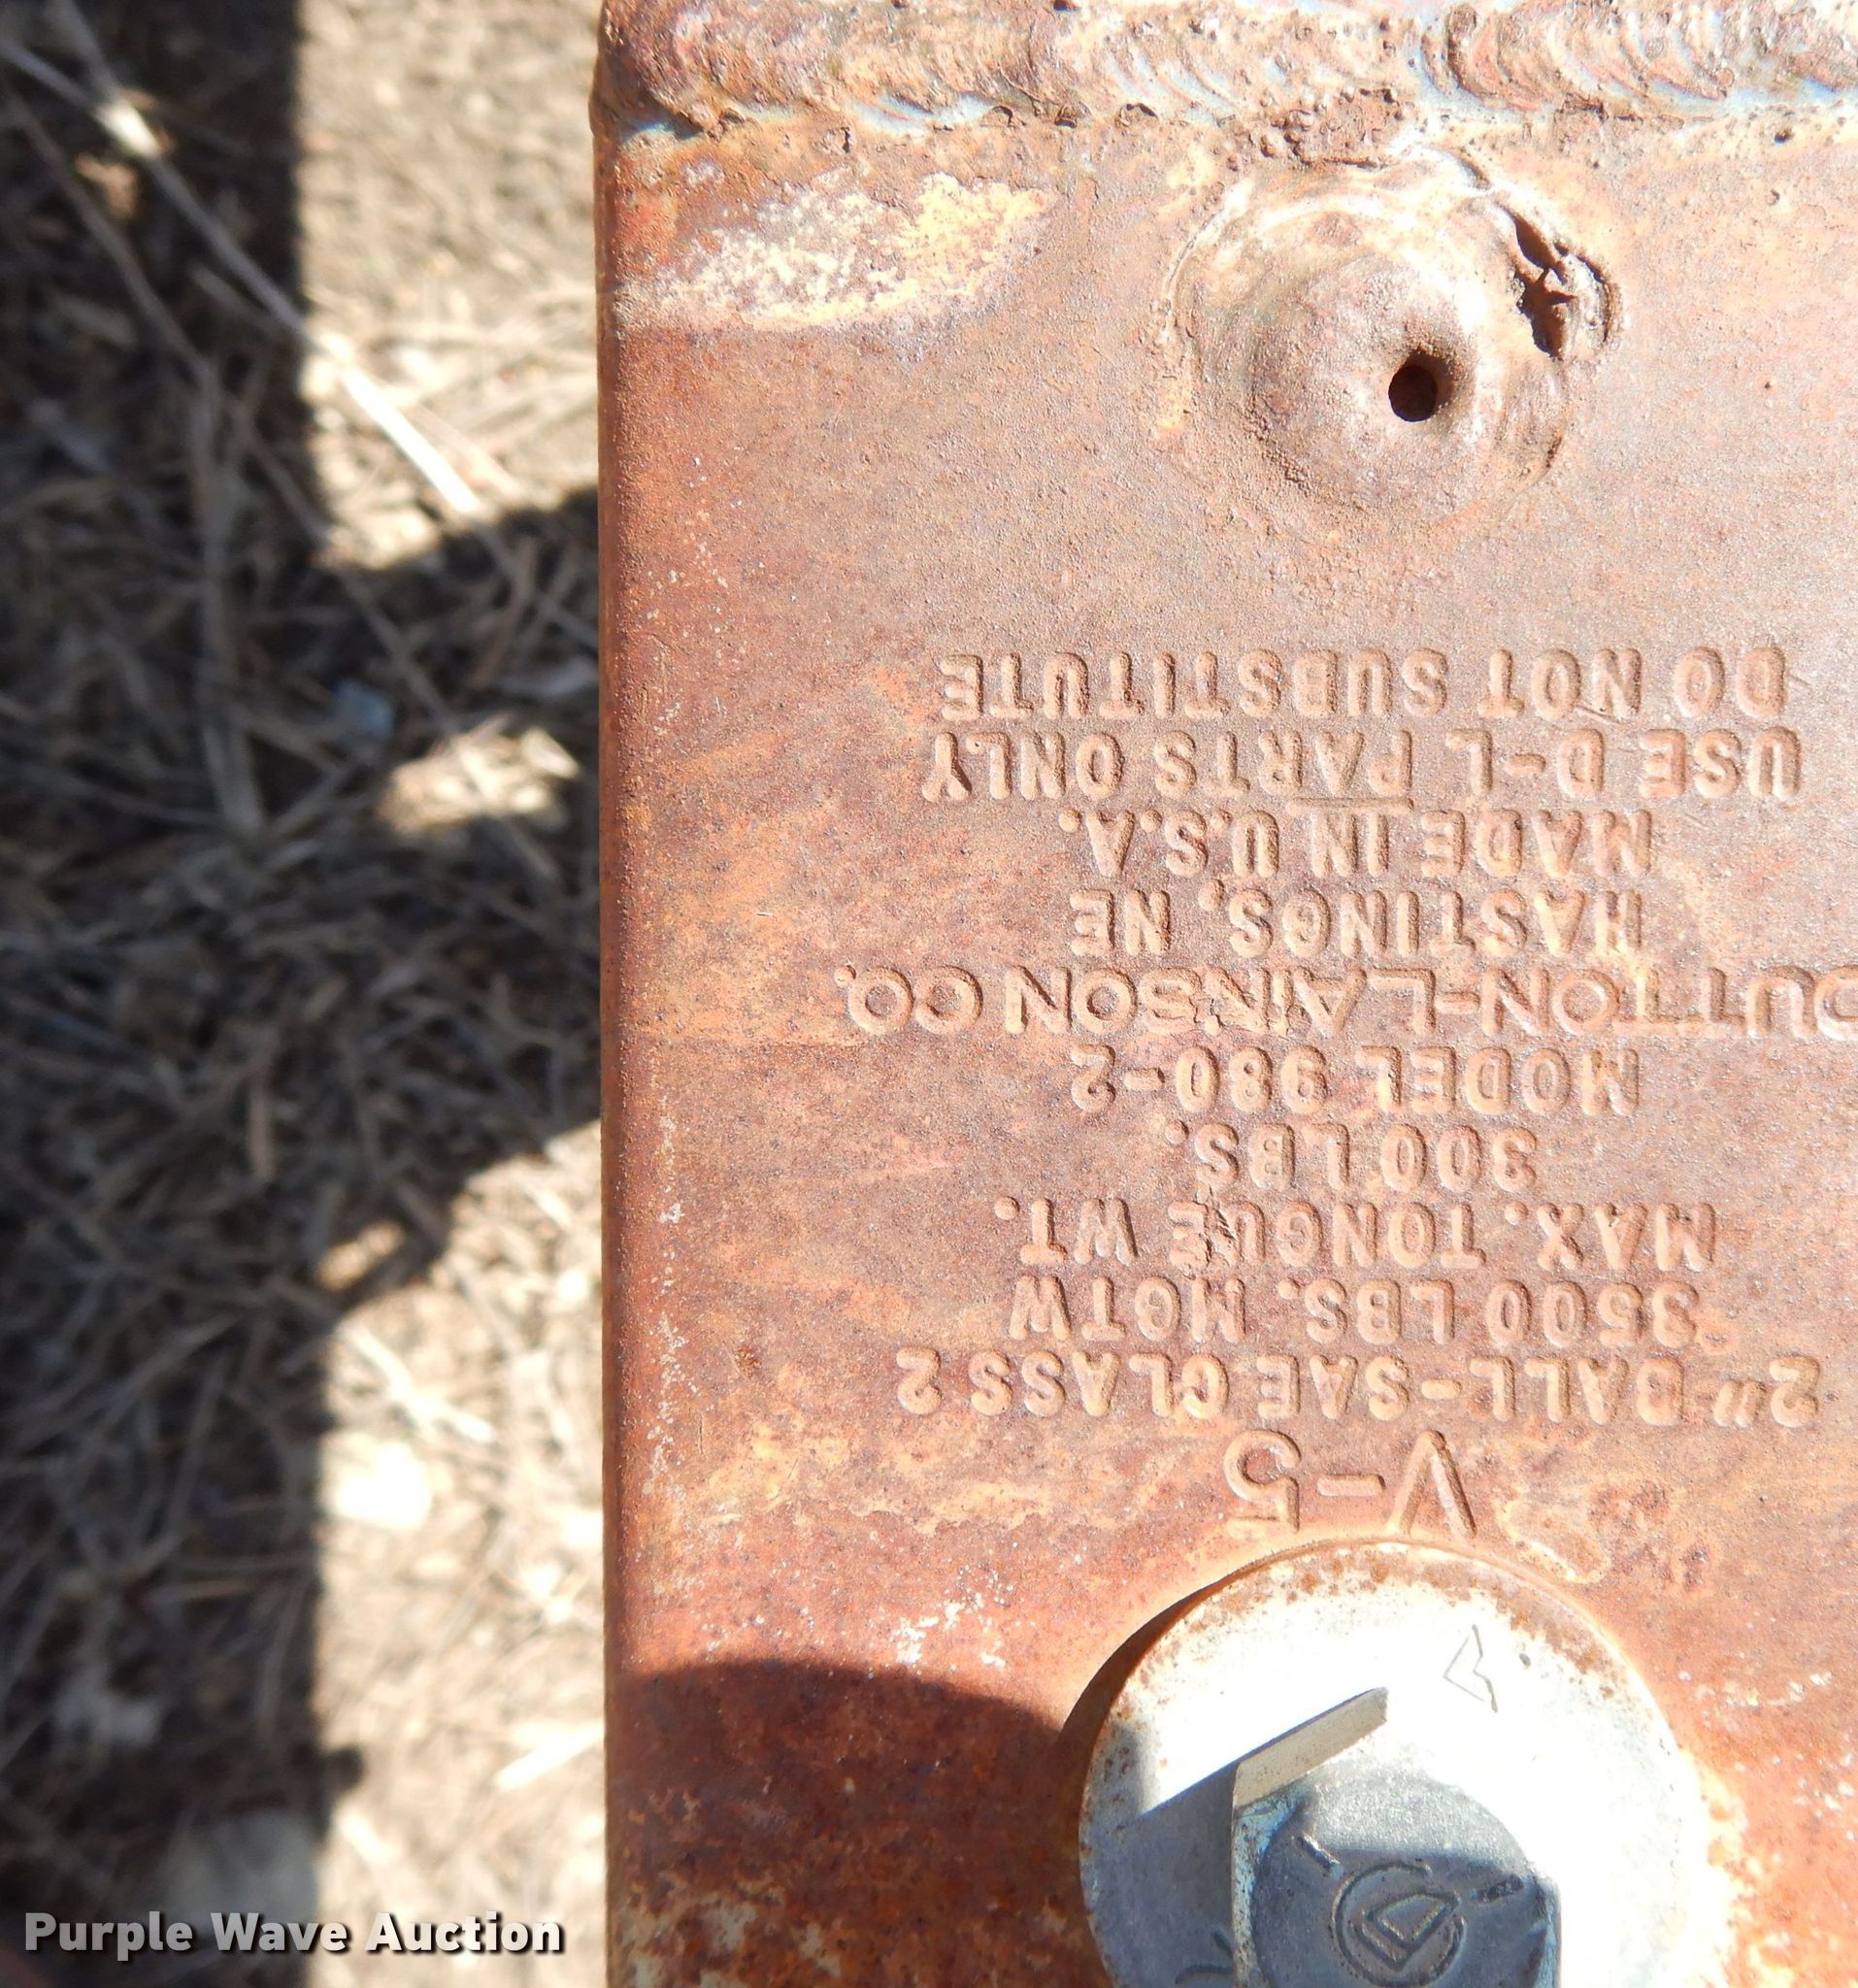 V-5
2" BALL-SAE CLASS 2
3500 LBS. MGTW
MAX. TONGUE WT.
300 LBS.
MODEL 980-2
DUTTON-LAINSON CO.
HASTINGS, NE
MADE IN U.S.A.
USE D-L PARTS ONLY
DO NOT SUBSTITUTE
Purple Wave Auction